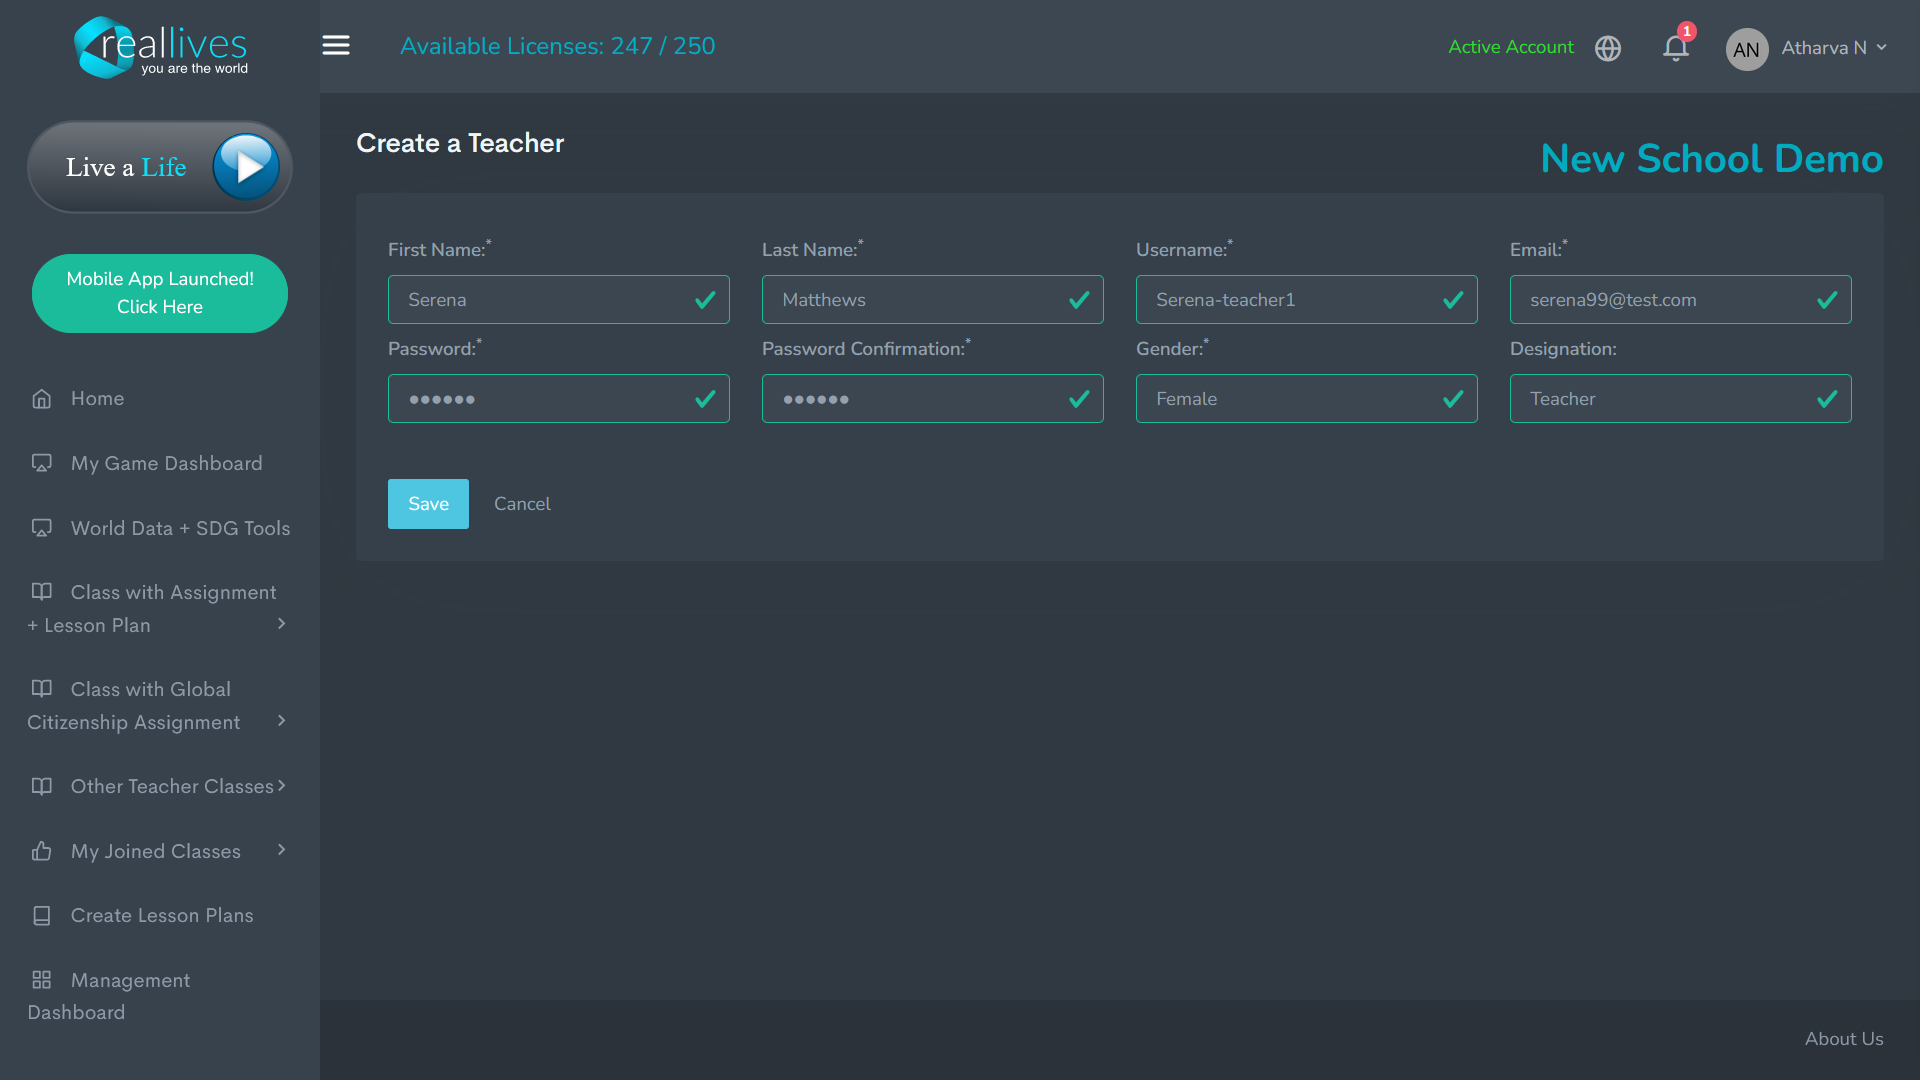 reallives
you are the world
Available Licenses: 247 / 250
Active Account
1
AN
Atharva N
Live a Life
Mobile App Launched!
Click Here
Home
My Game Dashboard
World Data + SDG Tools
Class with Assignment
+ Lesson Plan
Class with Global
Citizenship Assignment
Other Teacher Classes
My Joined Classes
Create Lesson Plans
Management
Dashboard
Create a Teacher
New School Demo
First Name:*
Last Name:*
Username:*
Email:*
Serena
Matthews
Serena-teacher1
serena99@test.com
Password:*
Password Confirmation:*
Gender:*
Designation:
••••••
••••••
Female
Teacher
Save
Cancel
About Us